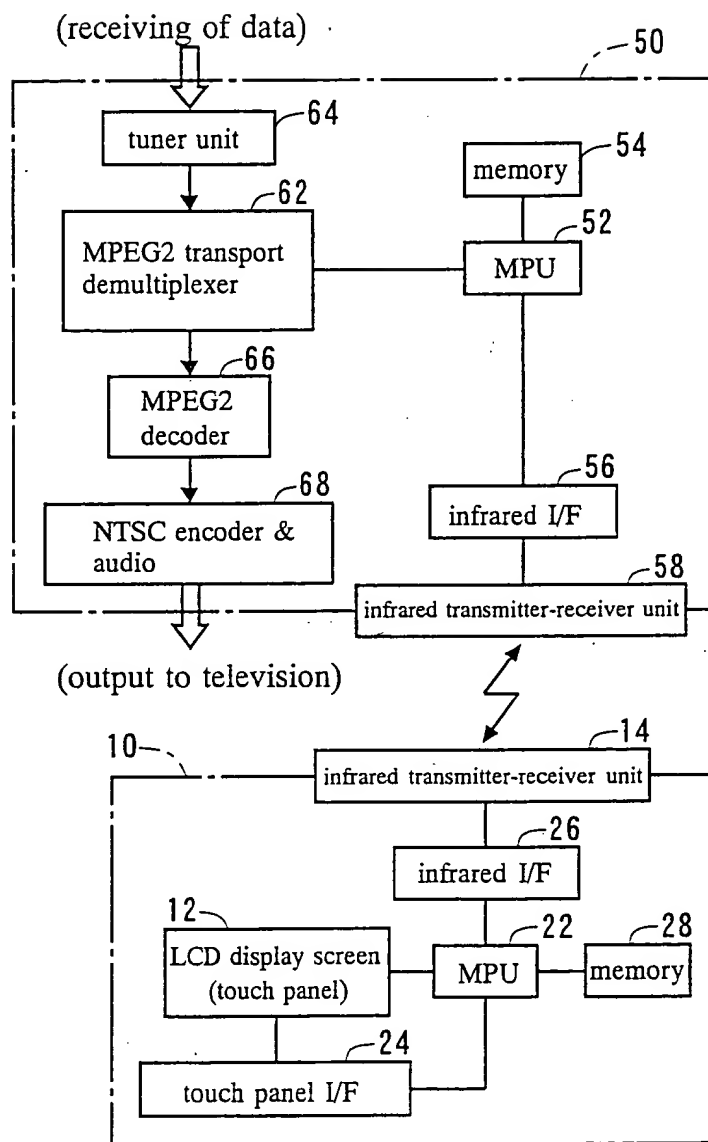 (receiving of data)
50
64
tuner unit
54
memory
62
52
MPEG2 transport
demultiplexer
MPU
66
MPEG2
decoder
56
68
infrared I/F
NTSC encoder &
audio
58
infrared transmitter-receiver unit
(output to television)
10
14
infrared transmitter-receiver unit
26
infrared I/F
12
22
28
LCD display screen
(touch panel)
MPU
memory
24
touch panel I/F